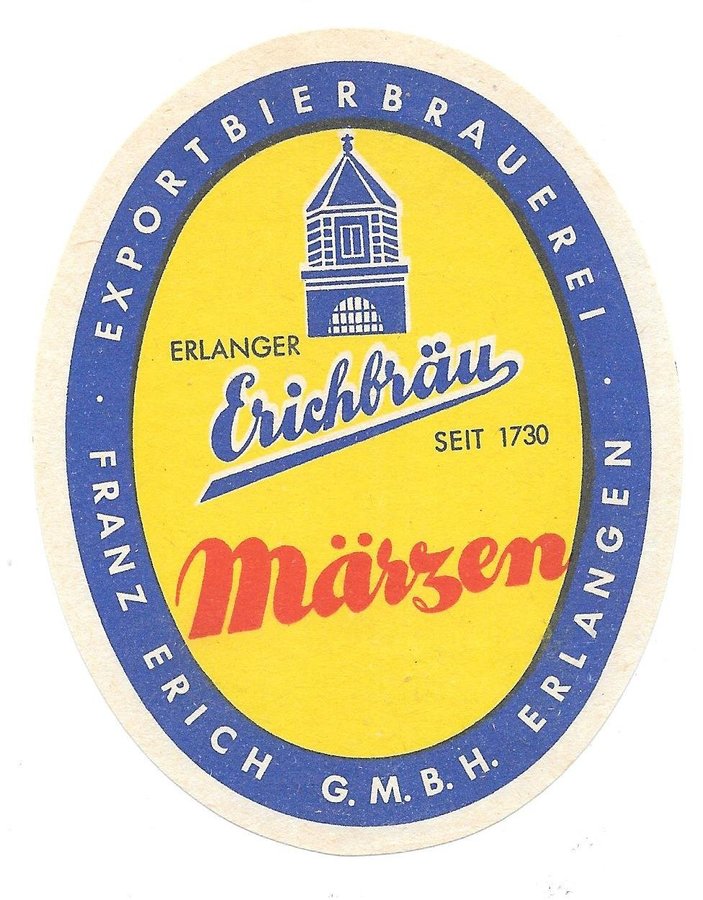 · EXPORTBIERBRAUEREI ·
ERLANGER
Erichbräu
SEIT 1730
Märzen
FRANZ ERICH G.M.B.H. ERLANGEN